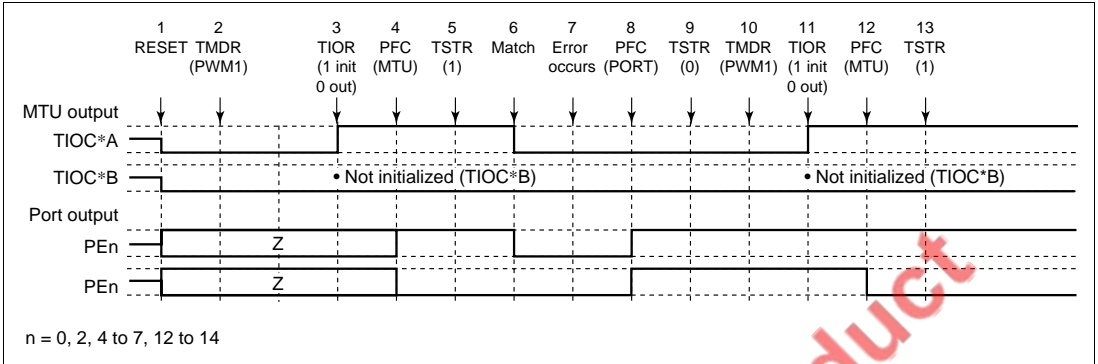 1 2 3 4 5 6 7 8 9 10 11 12 13
RESET TMDR TIOR PFC TSTR Match Error PFC TSTR TMDR TIOR PFC TSTR
(PWM1) (1 init (MTU) (1) occurs (PORT) (0) (PWM1) (1 init (MTU) (1)
0 out) 0 out)
MTU output
TIOC*A
TIOC*B • Not initialized (TIOC*B) • Not initialized (TIOC*B)
Port output
PEn Z
PEn Z
n = 0, 2, 4 to 7, 12 to 14
duct